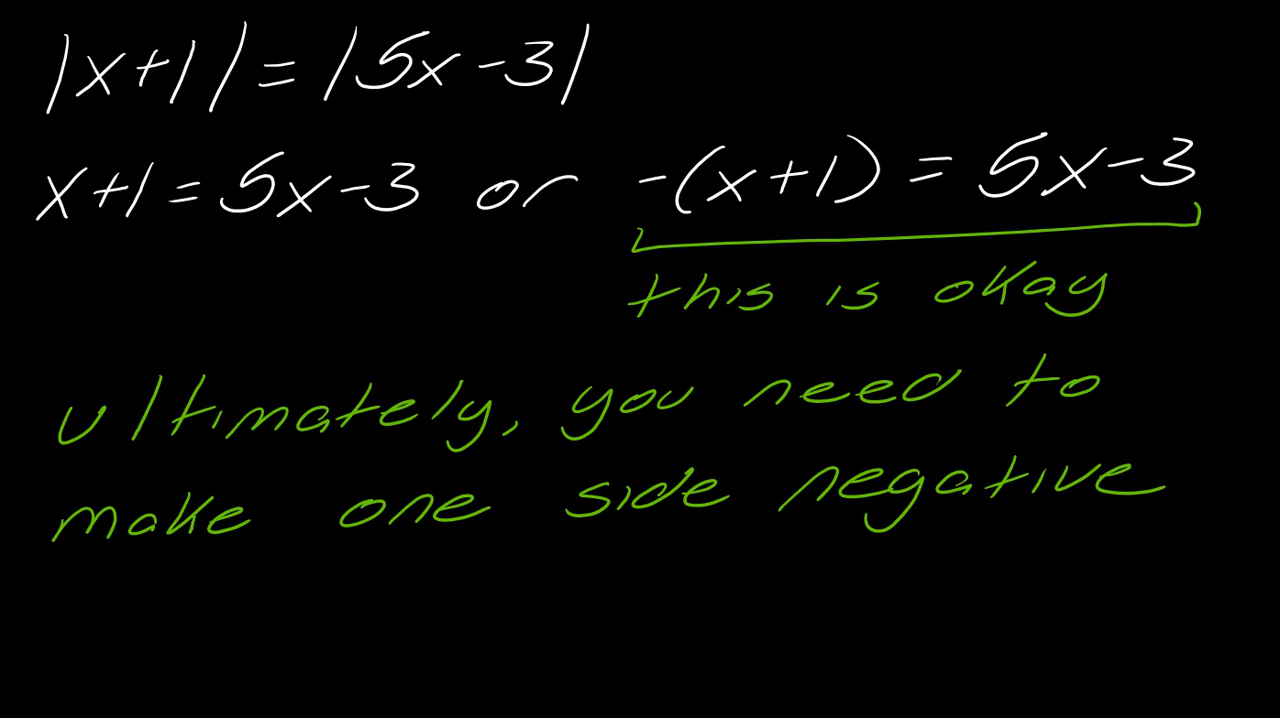 |x+1| = |5x-3|
x+1=5x-3 or -(x+1) = 5x-3
this is okay
ultimately, you need to
make one side negative